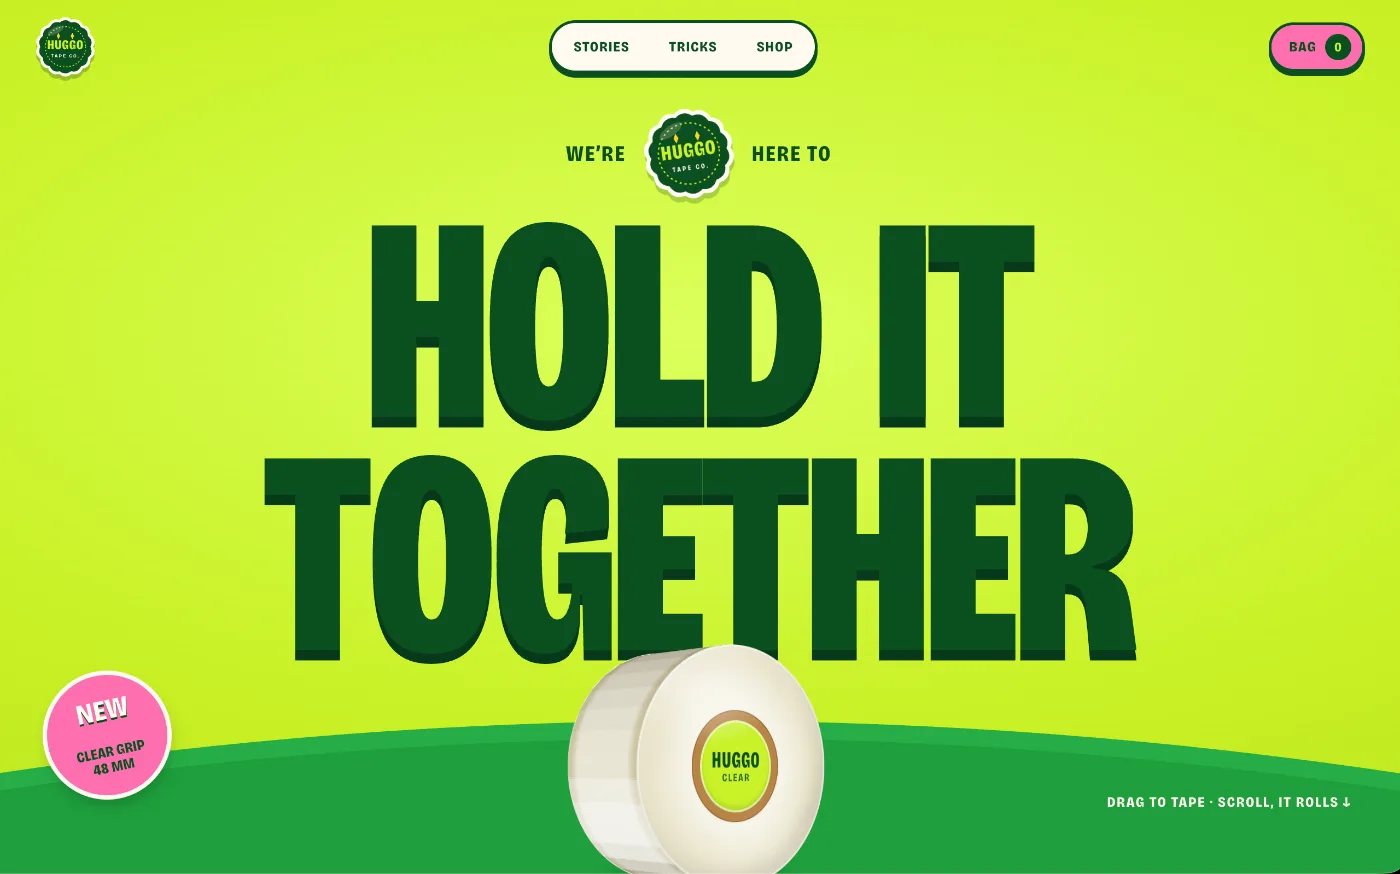 HUGGO
TAPE CO.
STORIES TRICKS SHOP
BAG 0
WE'RE HUGGO HERE TO
TAPE CO.
HOLD IT
TOGETHER
NEW
CLEAR GRIP
48 MM
HUGGO
CLEAR
DRAG TO TAPE · SCROLL, IT ROLLS ↓